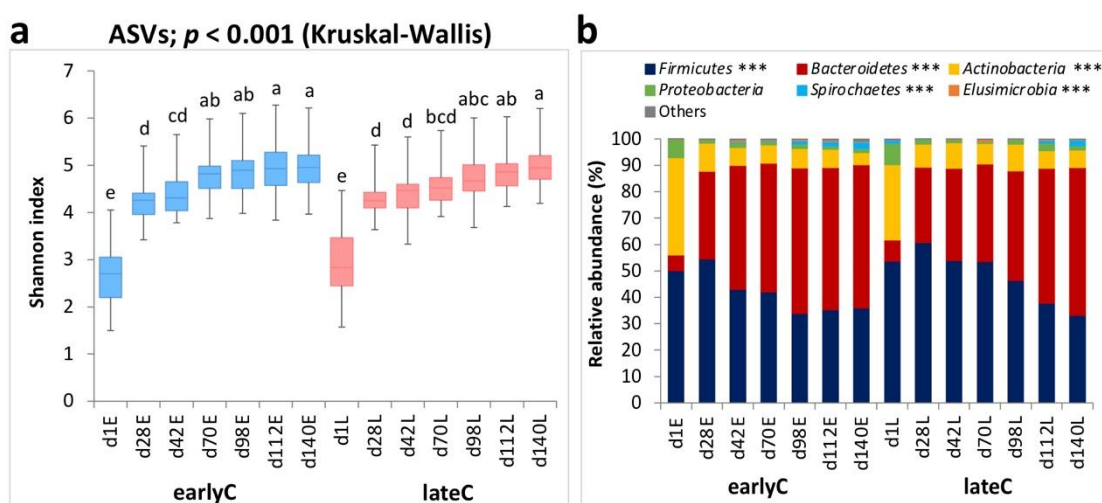 a
ASVs; p < 0.001 (Kruskal-Wallis)
Shannon index
7
6
5
4
3
2
1
0
e
d
cd
ab
ab
a
a
e
d
d
bcd
abc
ab
a
d1E
d28E
d42E
d70E
d98E
d112E
d140E
d1L
d28L
d42L
d70L
d98L
d112L
d140L
earlyC
lateC
b
Firmicutes *** Bacteroidetes *** Actinobacteria ***
Proteobacteria Spirochaetes *** Elusimicrobia ***
Others
Relative abundance (%)
100
90
80
70
60
50
40
30
20
10
0
d1E
d28E
d42E
d70E
d98E
d112E
d140E
d1L
d28L
d42L
d70L
d98L
d112L
d140L
earlyC
lateC